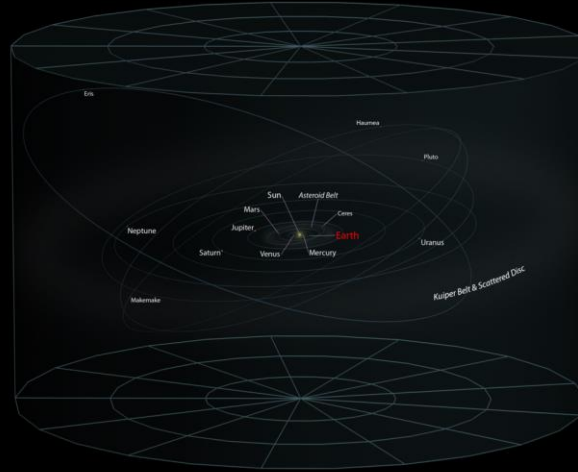 Eris
Haumea
Pluto
Sun
Asteroid Belt
Mars
Ceres
Jupiter
Neptune
Earth
Uranus
Saturn
Venus
Mercury
Kuiper Belt & Scattered Disc
Makemake